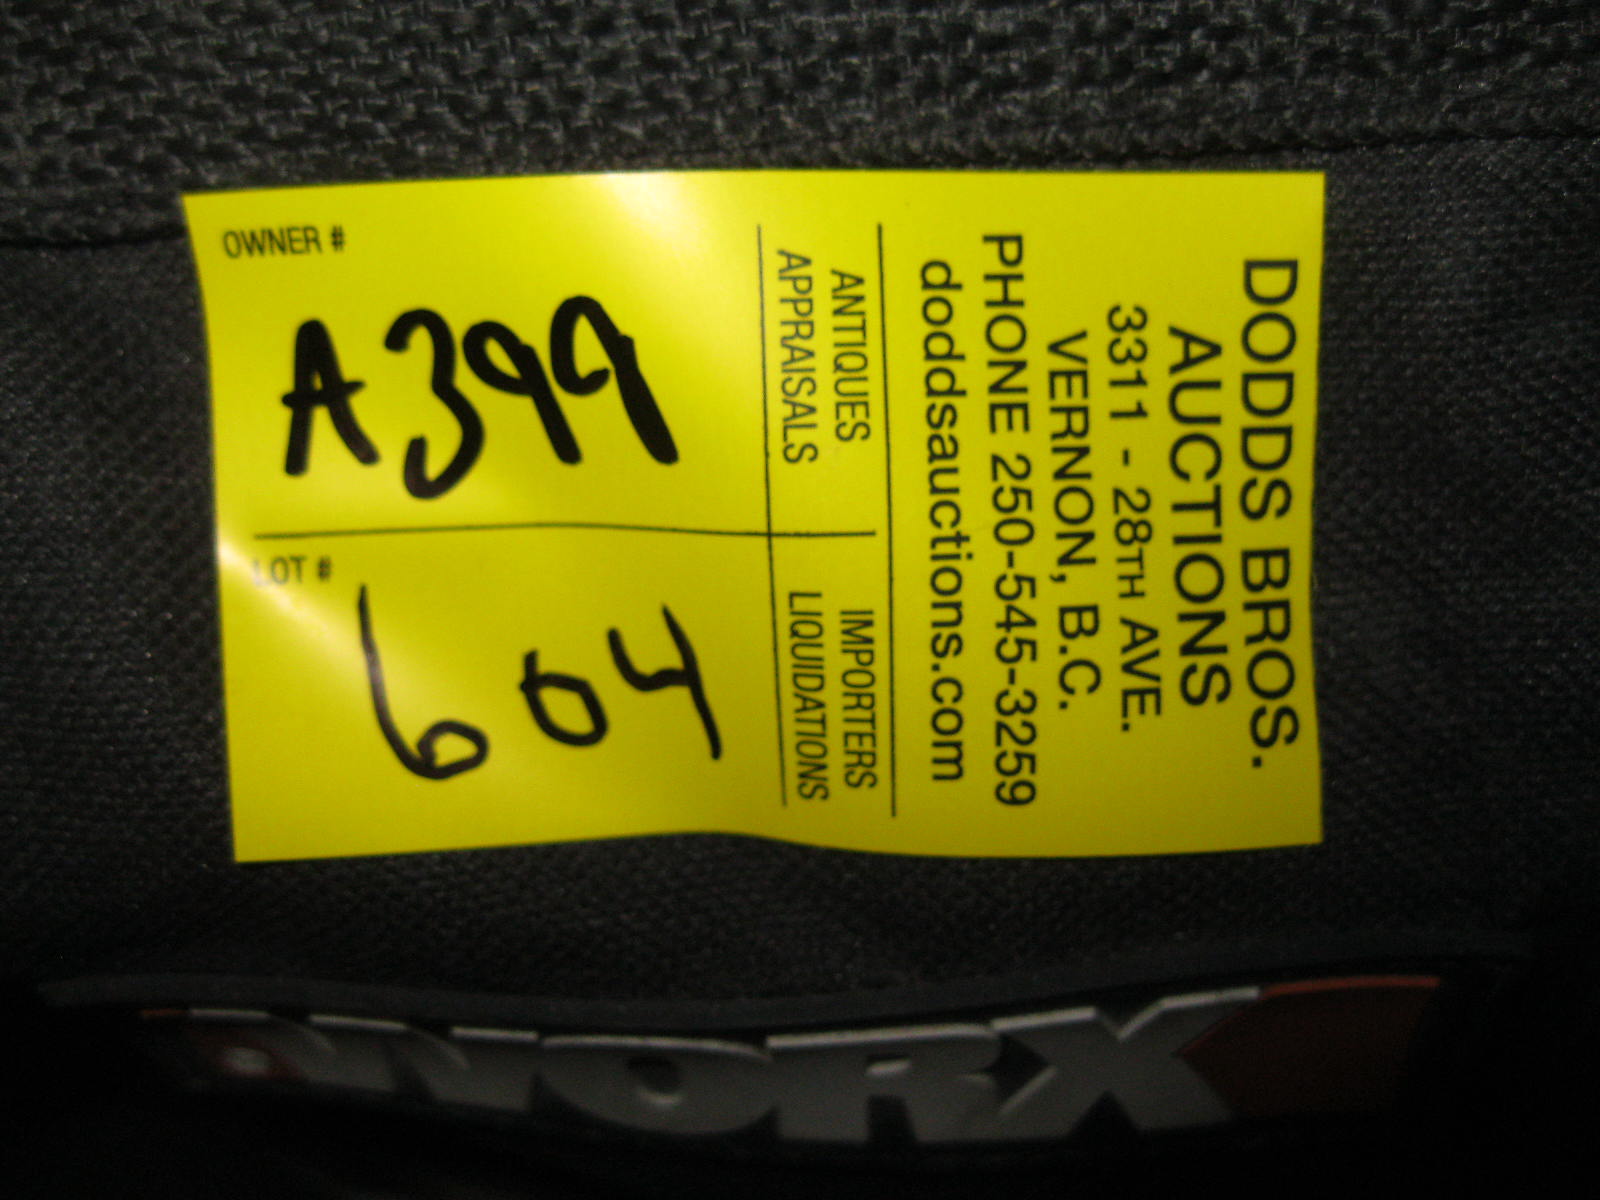 DODDS BROS.
AUCTIONS
3311 - 28TH AVE.
VERNON, B.C.
PHONE 250-545-3259
doddsauctions.com
ANTIQUES IMPORTERS
APPRAISALS LIQUIDATIONS
OWNER #
A399
LOT #
604
WORX